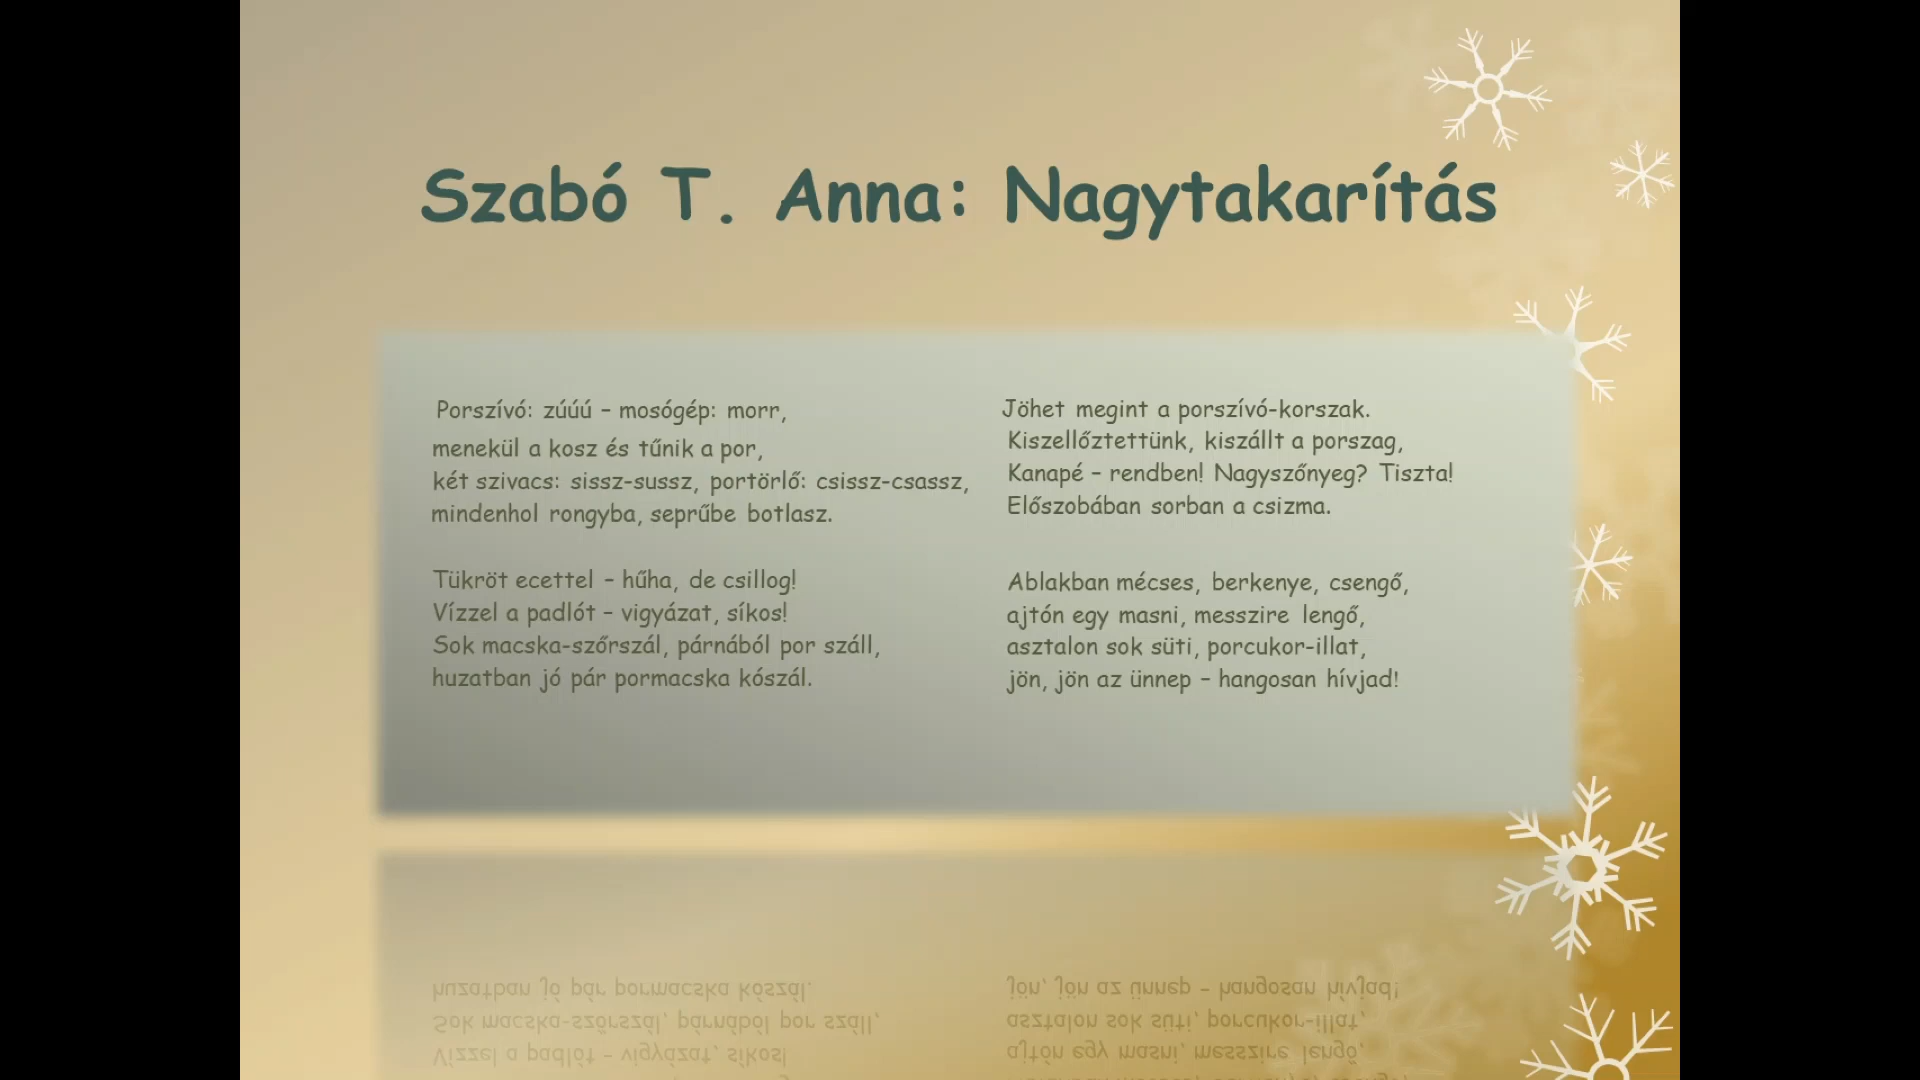 Szabó T. Anna: Nagytakarítás
Porszívó: zúúú – mosógép: morr,
menekül a kosz és tűnik a por,
két szivacs: sissz-sussz, portörlő: csissz-csassz,
mindenhol rongyba, seprűbe botlasz.
Tükröt ecettel – hűha, de csillog!
Vízzel a padlót – vigyázat, síkos!
Sok macska-szőrszál, párnából por száll,
huzatban jó pár pormacska kószál.
Jöhet megint a porszívó-korszak.
Kiszellőztettünk, kiszállt a porszag,
Kanapé – rendben! Nagyszőnyeg? Tiszta!
Előszobában sorban a csizma.
Ablakban mécses, berkenye, csengő,
ajtón egy masni, messzire lengő,
asztalon sok süti, porcukor-illat,
jön, jön az ünnep – hangosan hívjad!